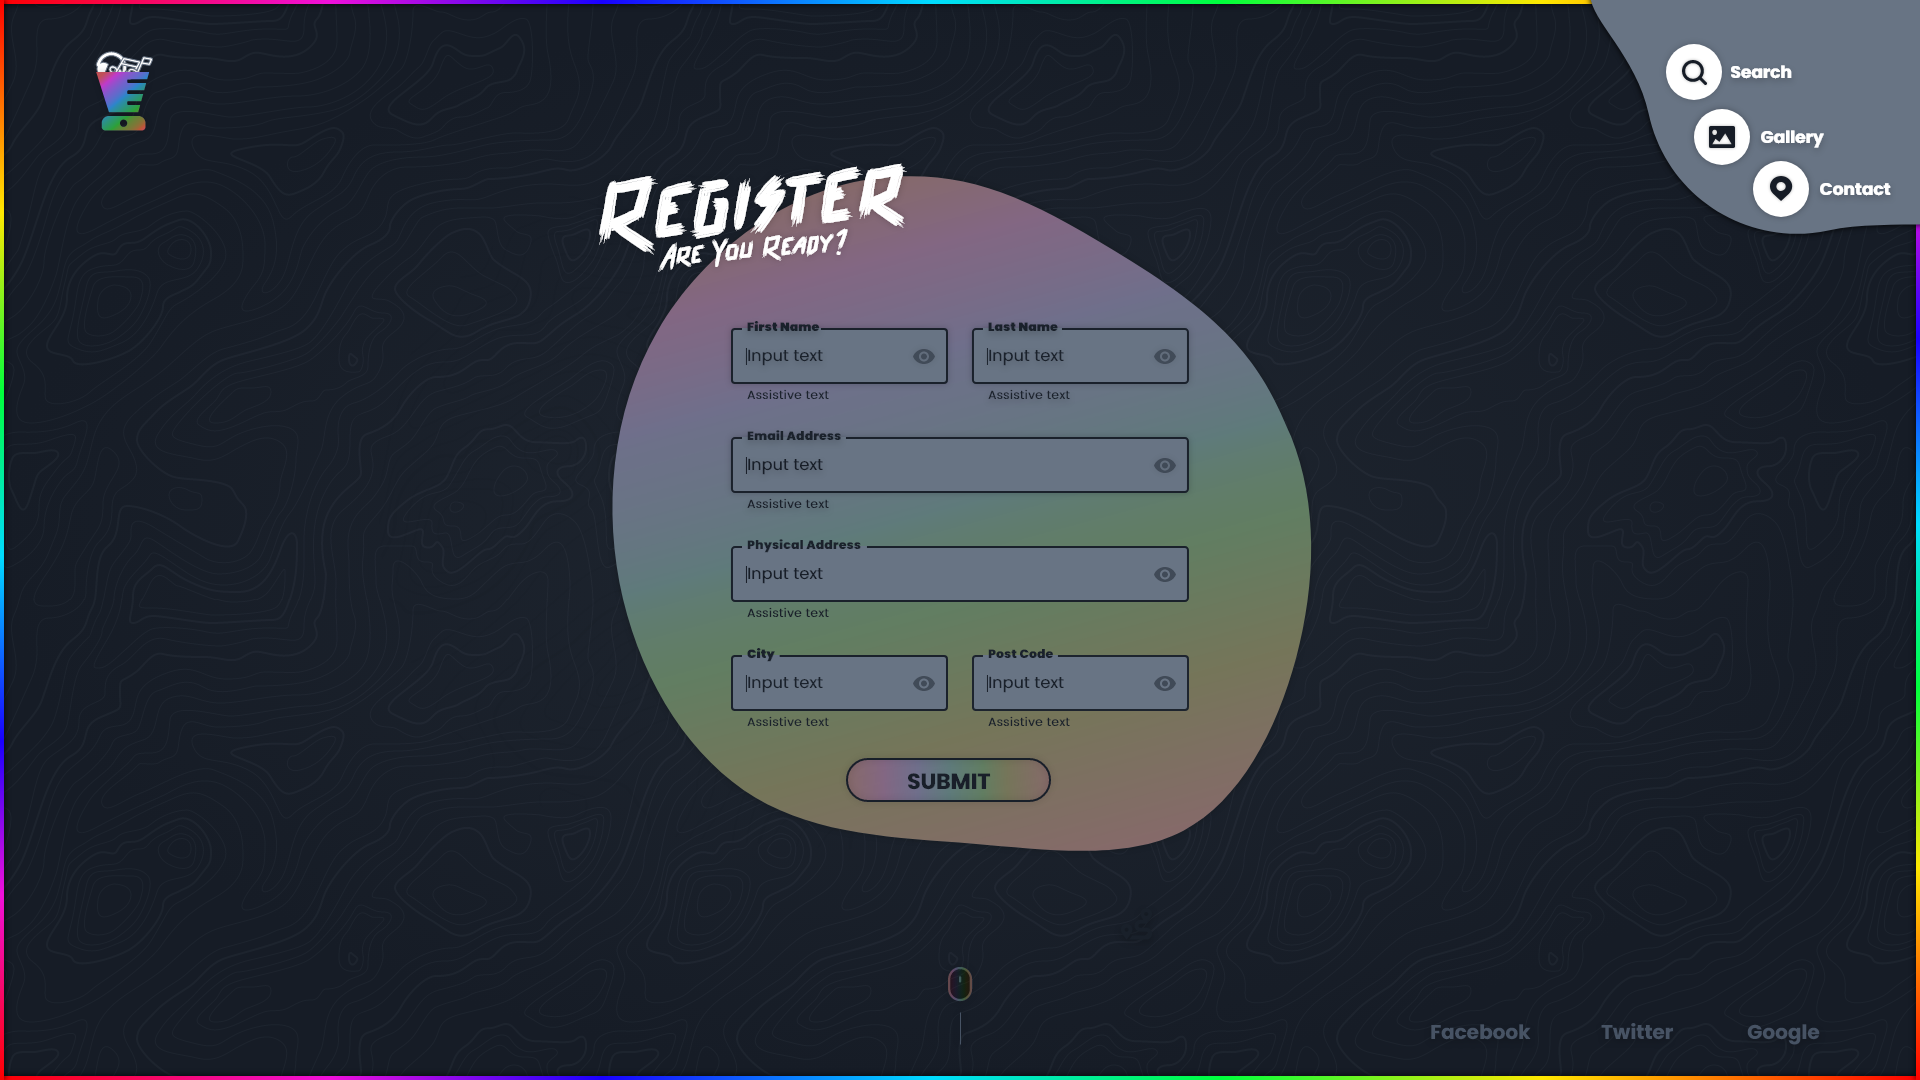 Search
Gallery
Contact
REGISTER
ARE YOU READY?
First Name
Input text
Assistive text
Last Name
Input text
Assistive text
Email Address
Input text
Assistive text
Physical Address
Input text
Assistive text
City
Input text
Assistive text
Post Code
Input text
Assistive text
SUBMIT
Facebook
Twitter
Google